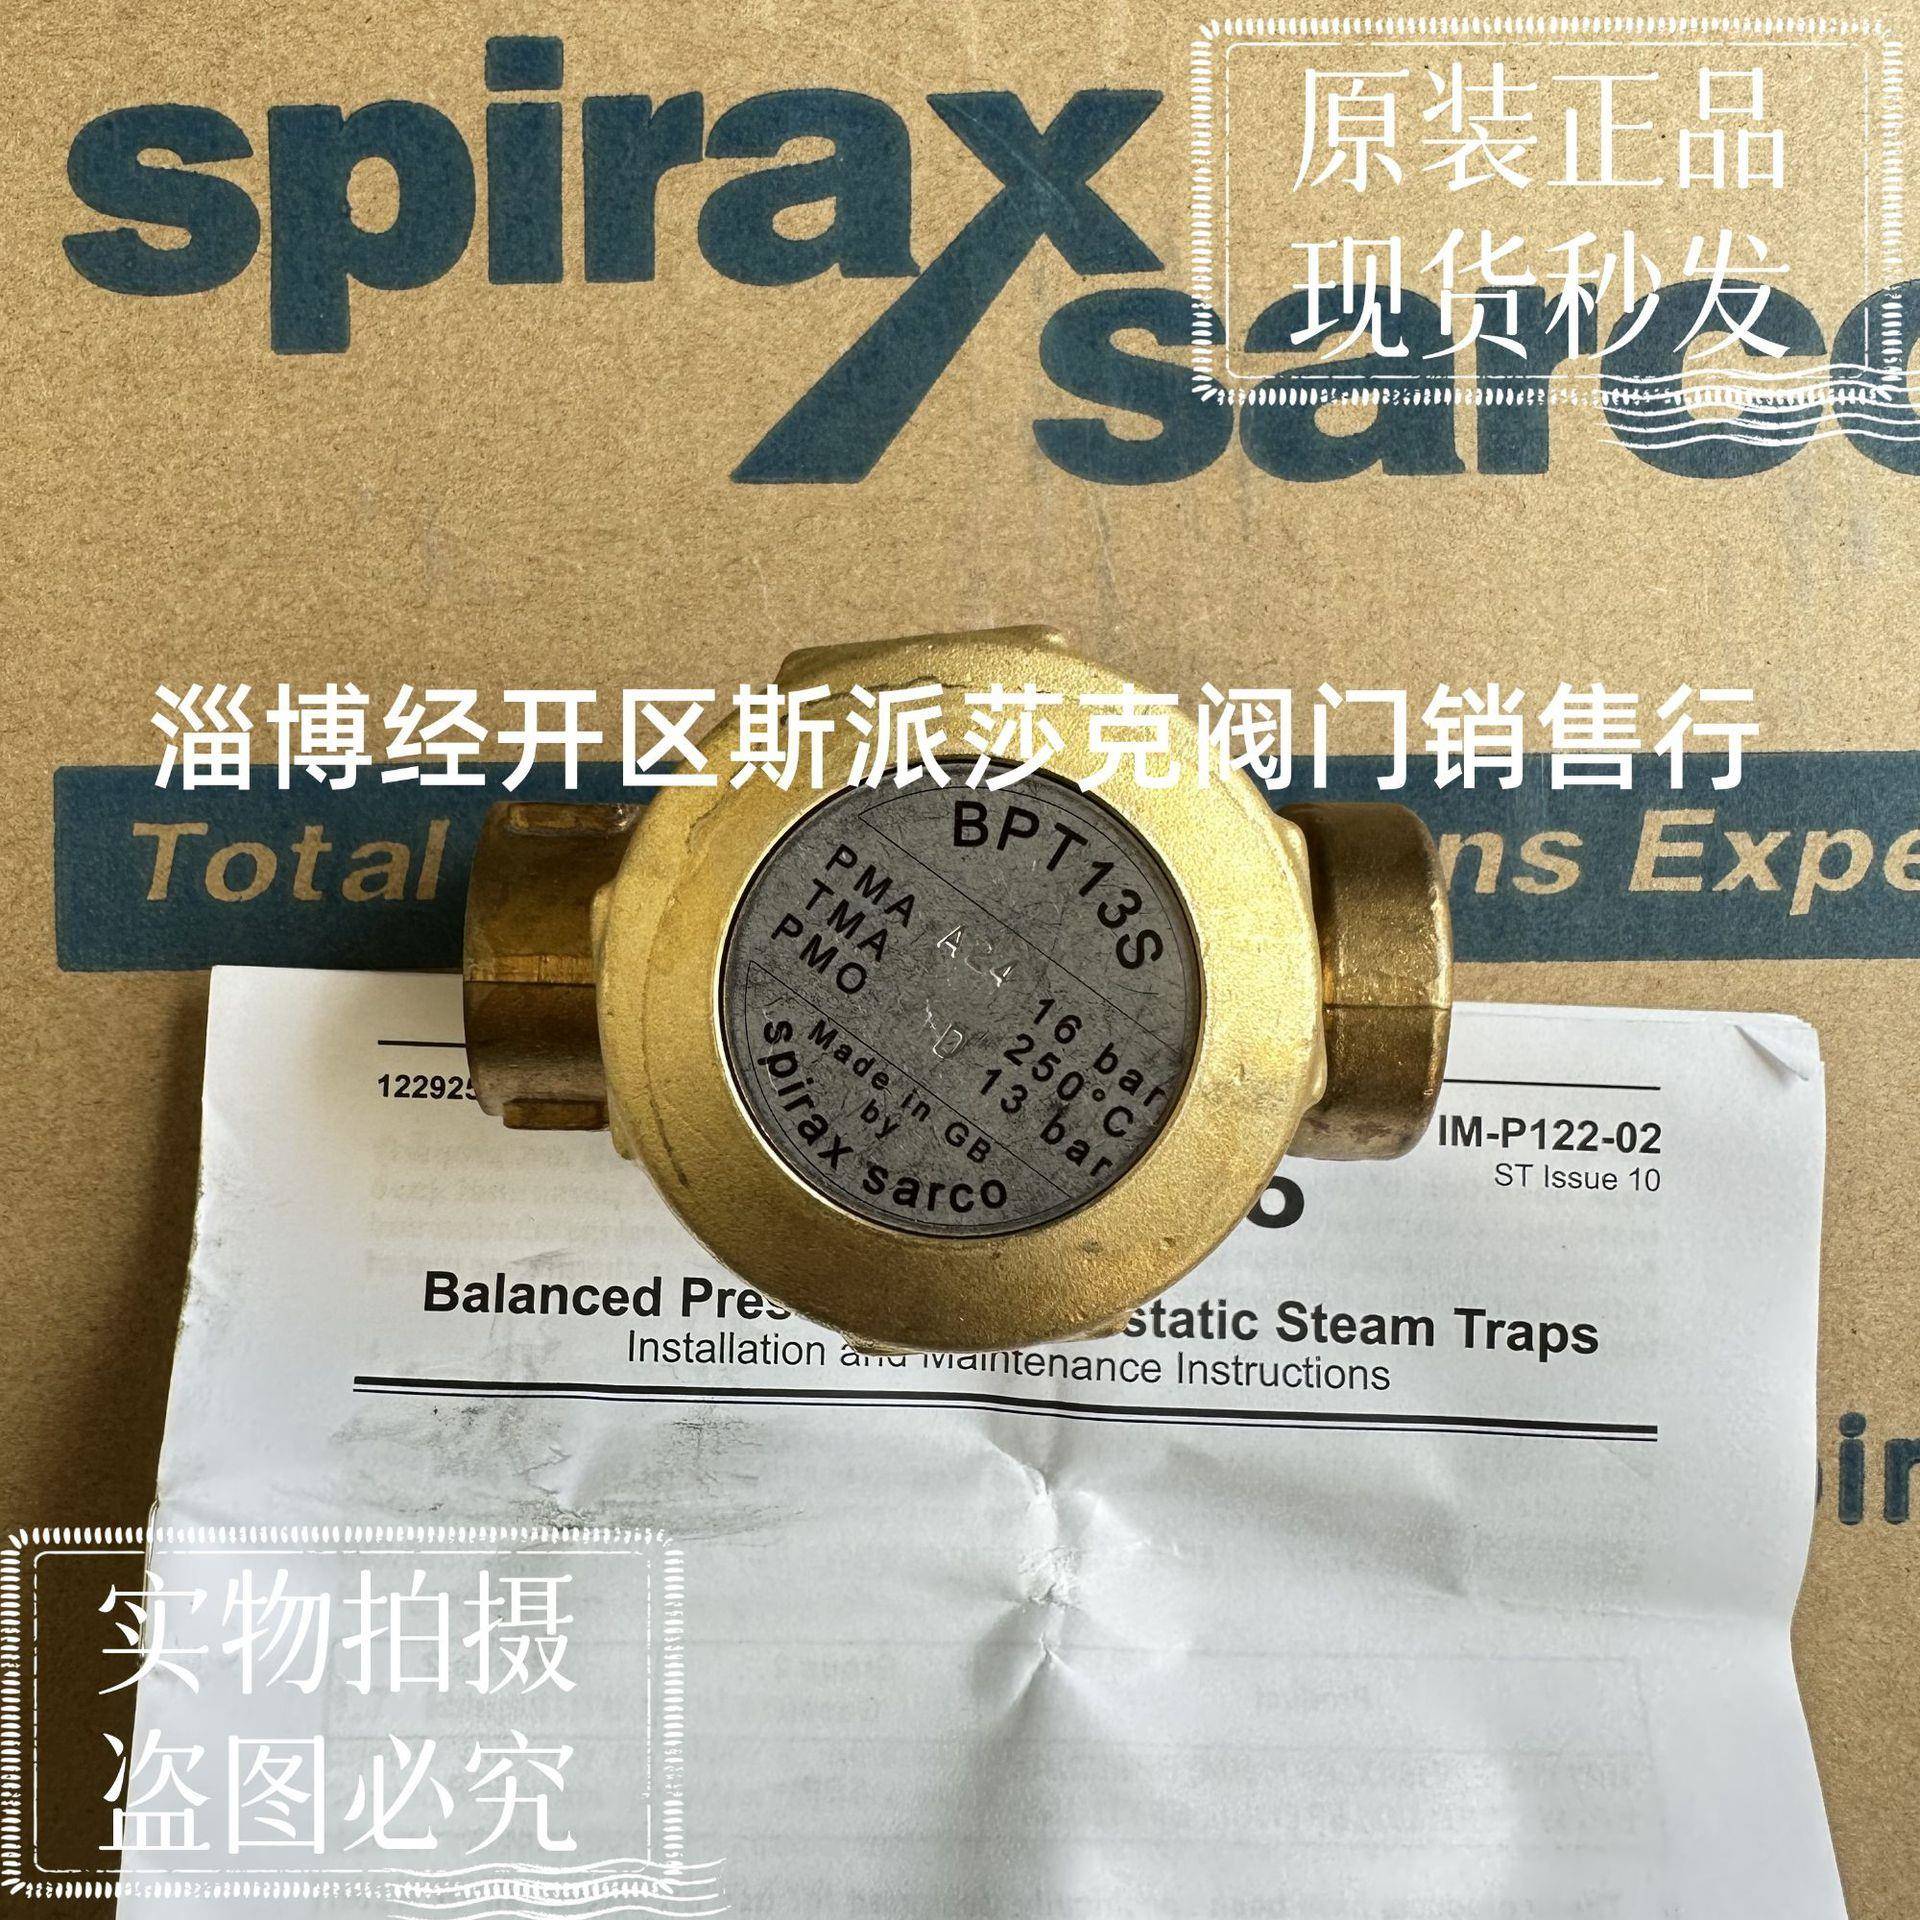 spirax
sarco
原装正品
现货秒发
淄博经开区斯派莎克阀门销售行
Total
ns Expe
BPT13S
PMA 16 bar
TMA 250°C
PMO 13 bar
A24
D
Made in GB
by
spirax sarco
IM-P122-02
ST Issue 10
Balanced Pres static Steam Traps
Installation and Maintenance Instructions
实物拍摄
盗图必究